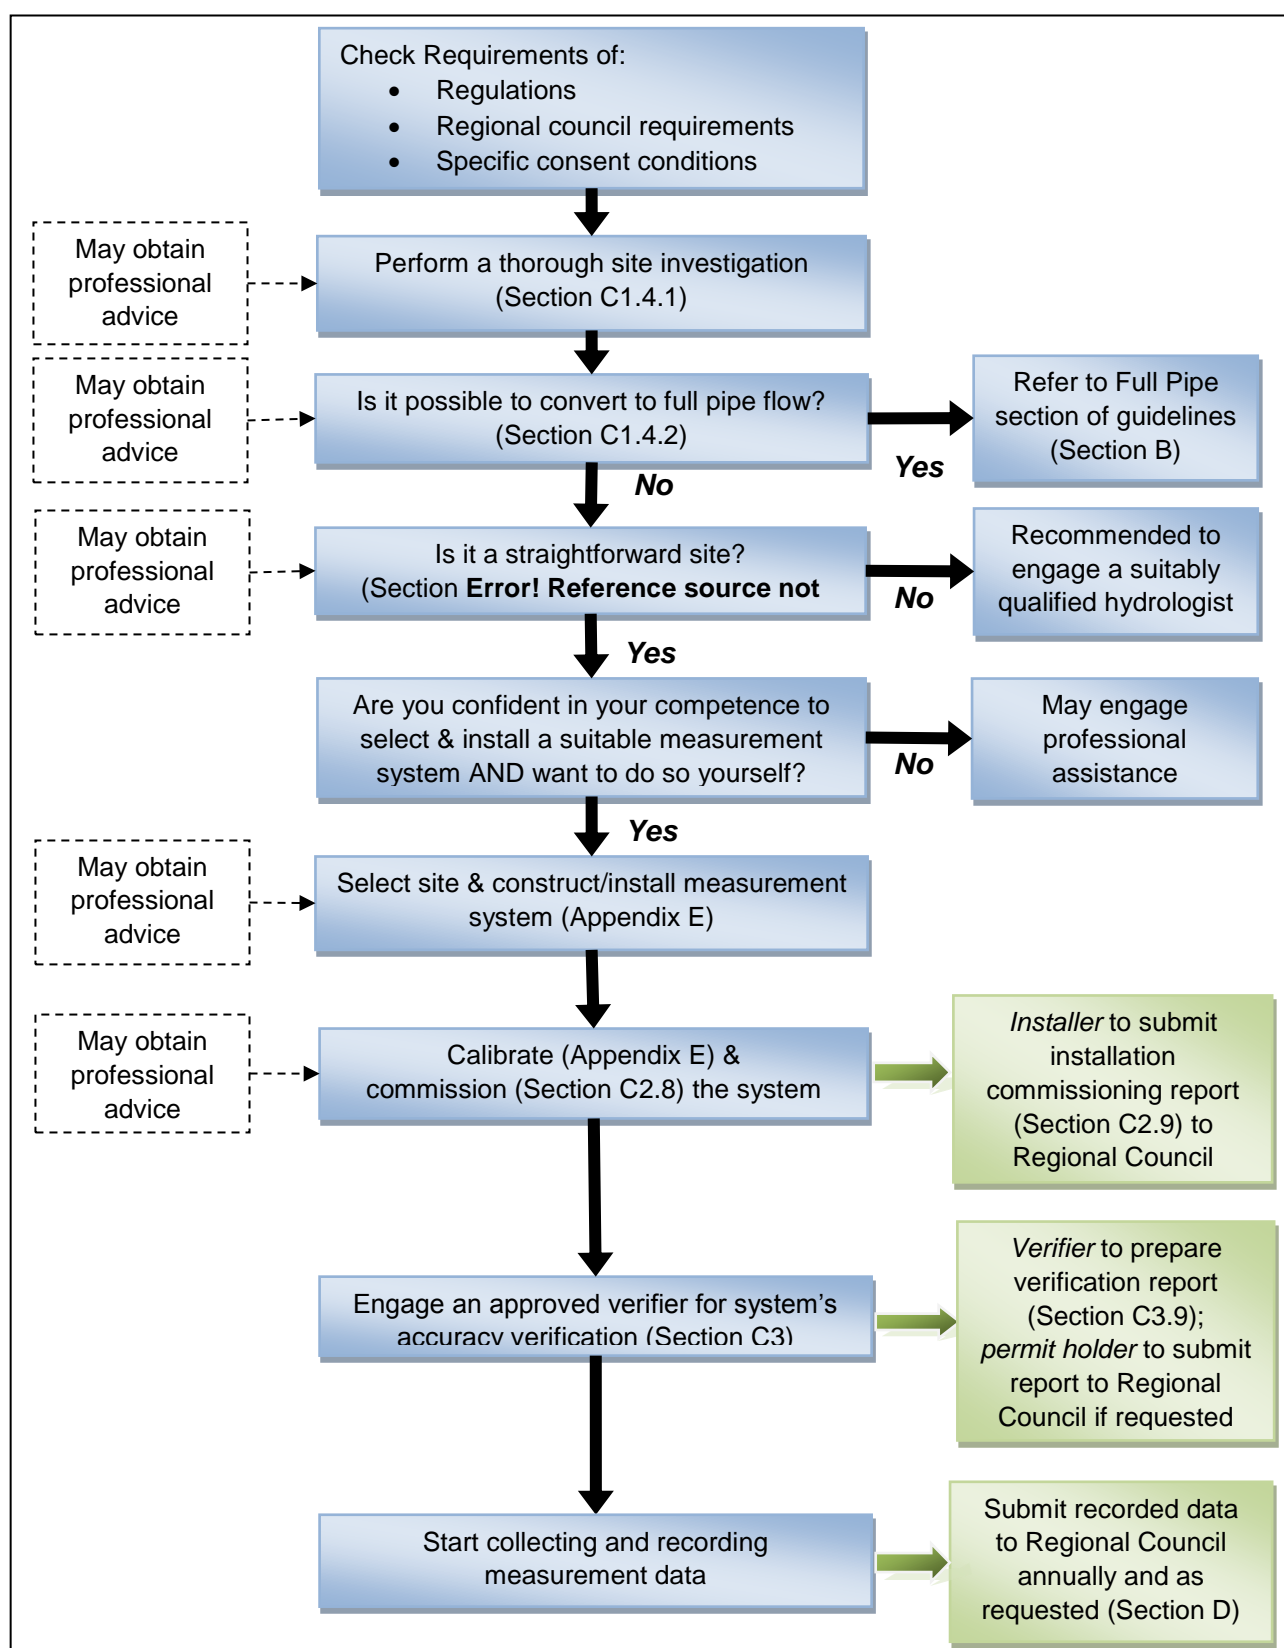 Check Requirements of:
• Regulations
• Regional council requirements
• Specific consent conditions
May obtain
professional
advice
Perform a thorough site investigation
(Section C1.4.1)
May obtain
professional
advice
Is it possible to convert to full pipe flow?
(Section C1.4.2)
Yes
Refer to Full Pipe
section of guidelines
(Section B)
No
May obtain
professional
advice
Is it a straightforward site?
(Section Error! Reference source not
No
Recommended to
engage a suitably
qualified hydrologist
Yes
Are you confident in your competence to
select & install a suitable measurement
system AND want to do so yourself?
No
May engage
professional
assistance
Yes
May obtain
professional
advice
Select site & construct/install measurement
system (Appendix E)
May obtain
professional
advice
Calibrate (Appendix E) &
commission (Section C2.8) the system
Installer to submit
installation
commissioning report
(Section C2.9) to
Regional Council
Engage an approved verifier for system’s
accuracy verification (Section C3)
Verifier to prepare
verification report
(Section C3.9);
permit holder to submit
report to Regional
Council if requested
Start collecting and recording
measurement data
Submit recorded data
to Regional Council
annually and as
requested (Section D)